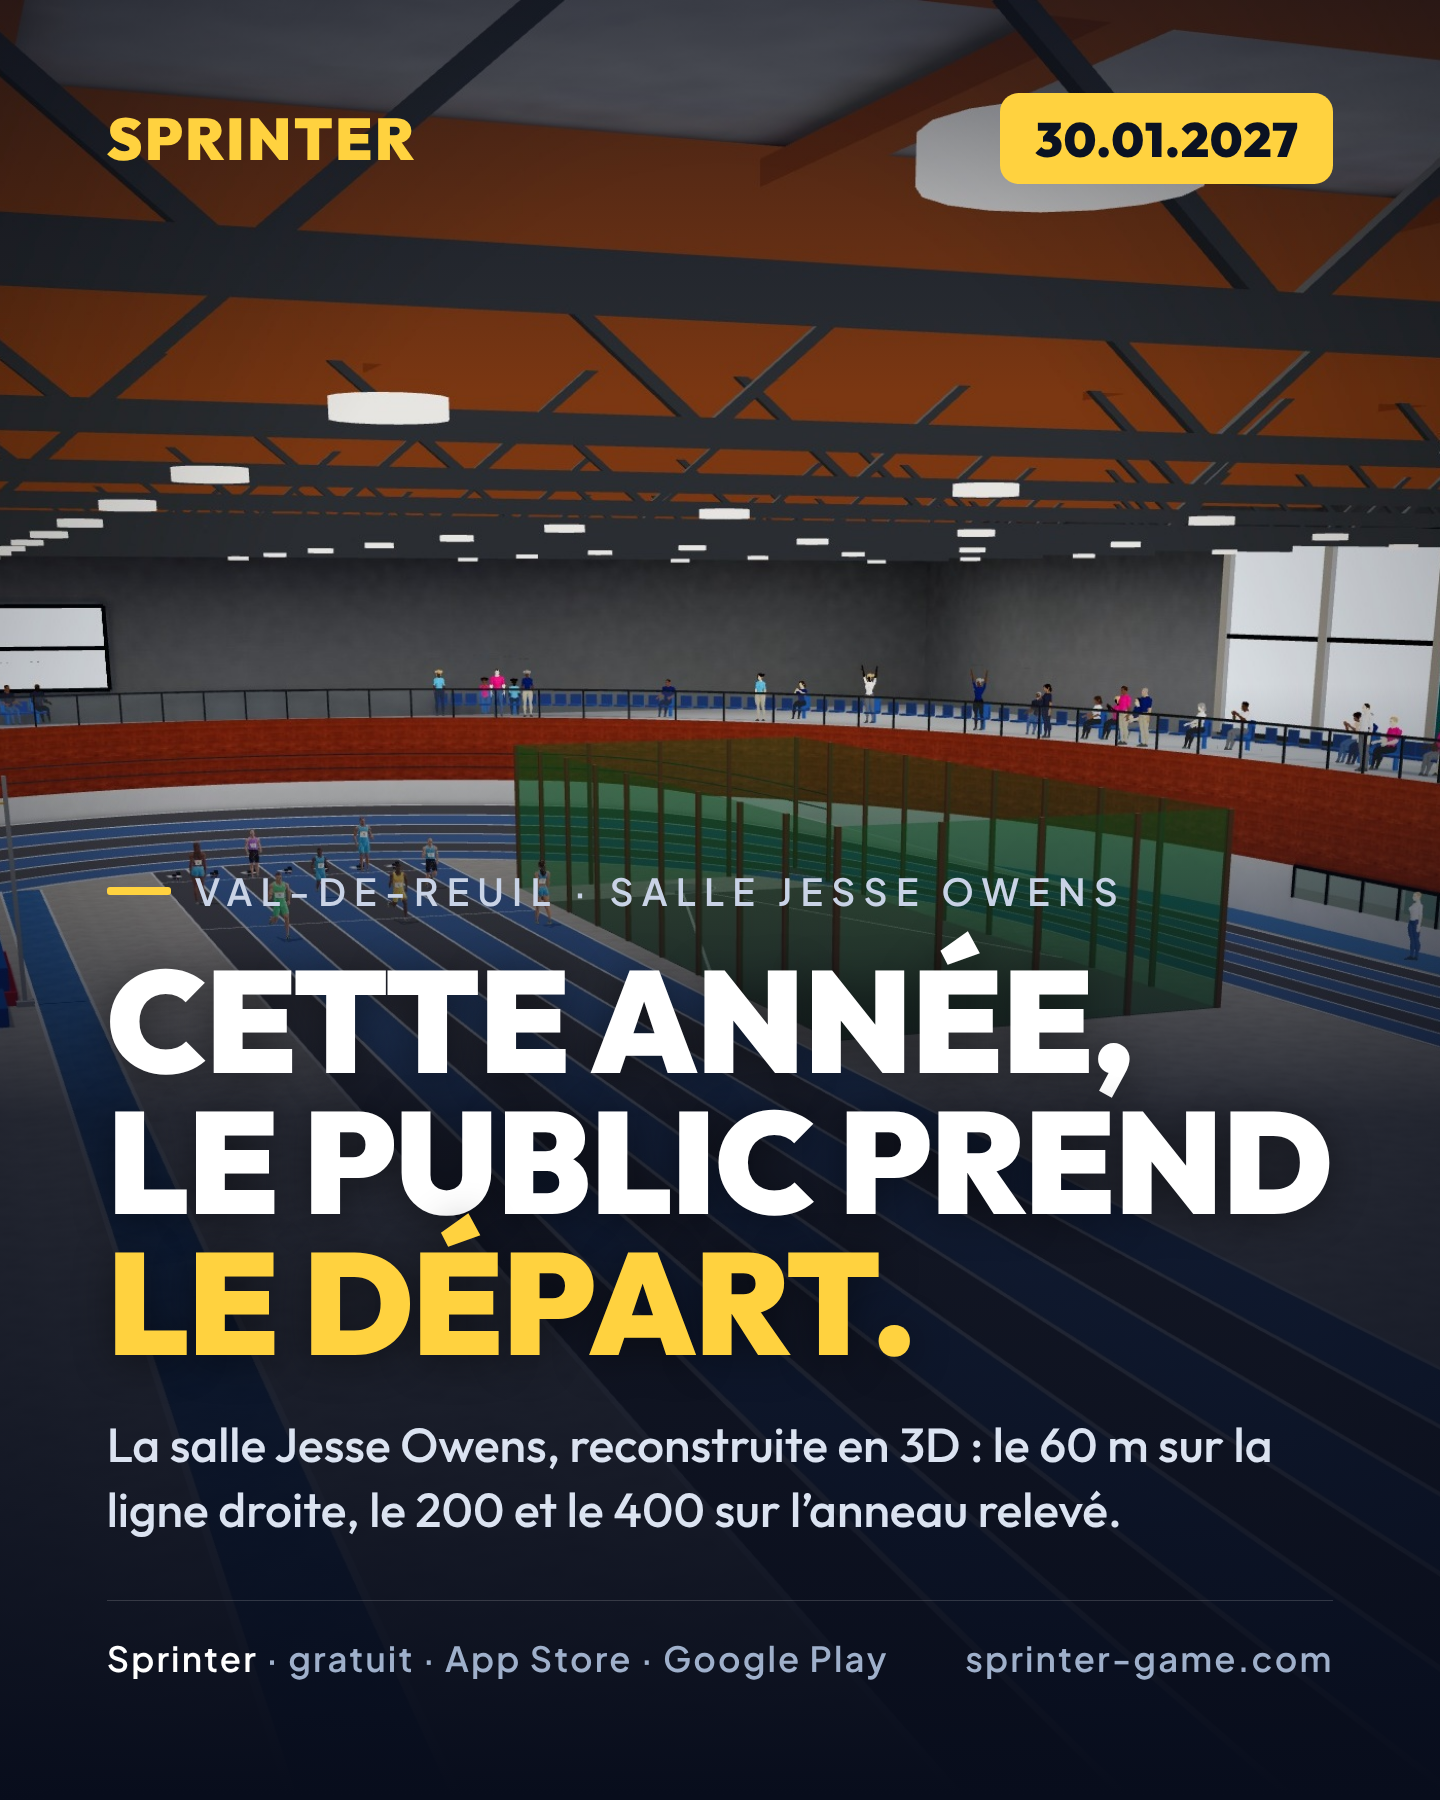 SPRINTER
30.01.2027
VAL-DE-REUIL · SALLE JESSE OWENS
CETTE ANNÉE,
LE PUBLIC PREND
LE DÉPART.
La salle Jesse Owens, reconstruite en 3D : le 60 m sur la
ligne droite, le 200 et le 400 sur l’anneau relevé.
Sprinter · gratuit · App Store · Google Play
sprinter-game.com